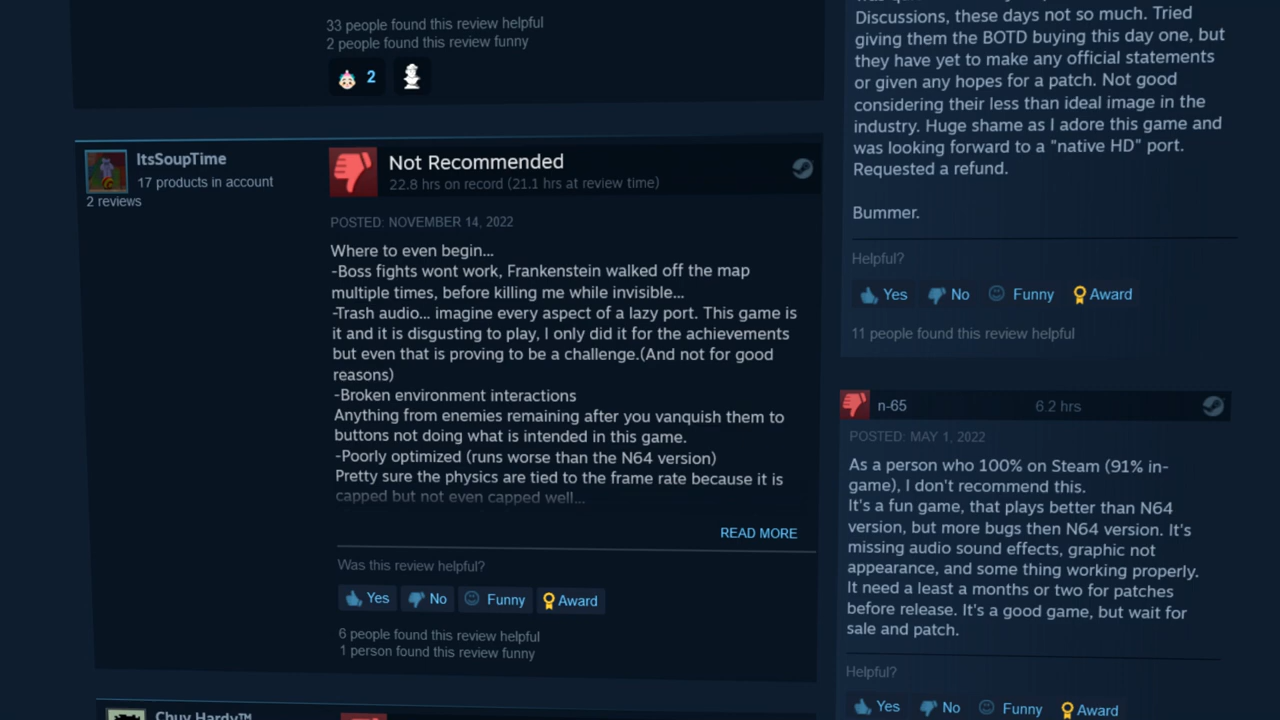 33 people found this review helpful
2 people found this review funny
2
ItsSoupTime
17 products in account
2 reviews
Not Recommended
22.8 hrs on record (21.1 hrs at review time)
POSTED: NOVEMBER 14, 2022
Where to even begin...
-Boss fights wont work, Frankenstein walked off the map
multiple times, before killing me while invisible...
-Trash audio... imagine every aspect of a lazy port. This game is
it and it is disgusting to play, I only did it for the achievements
but even that is proving to be a challenge.(And not for good
reasons)
-Broken environment interactions
Anything from enemies remaining after you vanquish them to
buttons not doing what is intended in this game.
-Poorly optimized (runs worse than the N64 version)
Pretty sure the physics are tied to the frame rate because it is
capped but not even capped well...
READ MORE
Was this review helpful?
Yes No Funny Award
6 people found this review helpful
1 person found this review funny
Chuy Hardy™
Discussions, these days not so much. Tried
giving them the BOTD buying this day one, but
they have yet to make any official statements
or given any hopes for a patch. Not good
considering their less than ideal image in the
industry. Huge shame as I adore this game and
was looking forward to a "native HD" port.
Requested a refund.
Bummer.
Helpful?
Yes No Funny Award
11 people found this review helpful
n-65 6.2 hrs
POSTED: MAY 1, 2022
As a person who 100% on Steam (91% in-
game), I don't recommend this.
It's a fun game, that plays better than N64
version, but more bugs then N64 version. It's
missing audio sound effects, graphic not
appearance, and some thing working properly.
It need a least a months or two for patches
before release. It's a good game, but wait for
sale and patch.
Helpful?
Yes No Funny Award